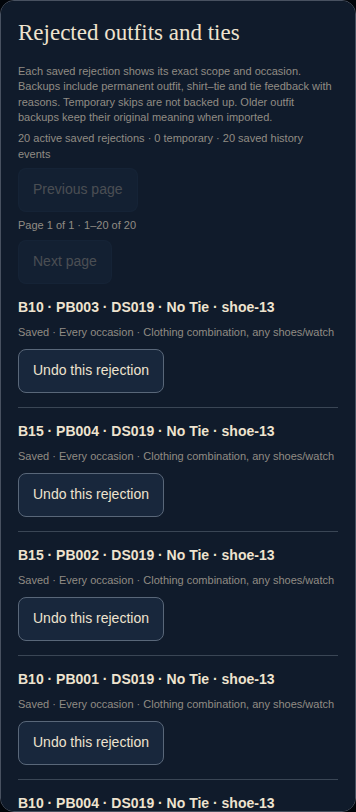 Rejected outfits and ties
Each saved rejection shows its exact scope and occasion.
Backups include permanent outfit, shirt–tie and tie feedback with
reasons. Temporary skips are not backed up. Older outfit
backups keep their original meaning when imported.
20 active saved rejections · 0 temporary · 20 saved history
events
Previous page
Page 1 of 1 · 1–20 of 20
Next page
B10 · PB003 · DS019 · No Tie · shoe-13
Saved · Every occasion · Clothing combination, any shoes/watch
Undo this rejection
B15 · PB004 · DS019 · No Tie · shoe-13
Saved · Every occasion · Clothing combination, any shoes/watch
Undo this rejection
B15 · PB002 · DS019 · No Tie · shoe-13
Saved · Every occasion · Clothing combination, any shoes/watch
Undo this rejection
B10 · PB001 · DS019 · No Tie · shoe-13
Saved · Every occasion · Clothing combination, any shoes/watch
Undo this rejection
B10 · PB004 · DS019 · No Tie · shoe-13